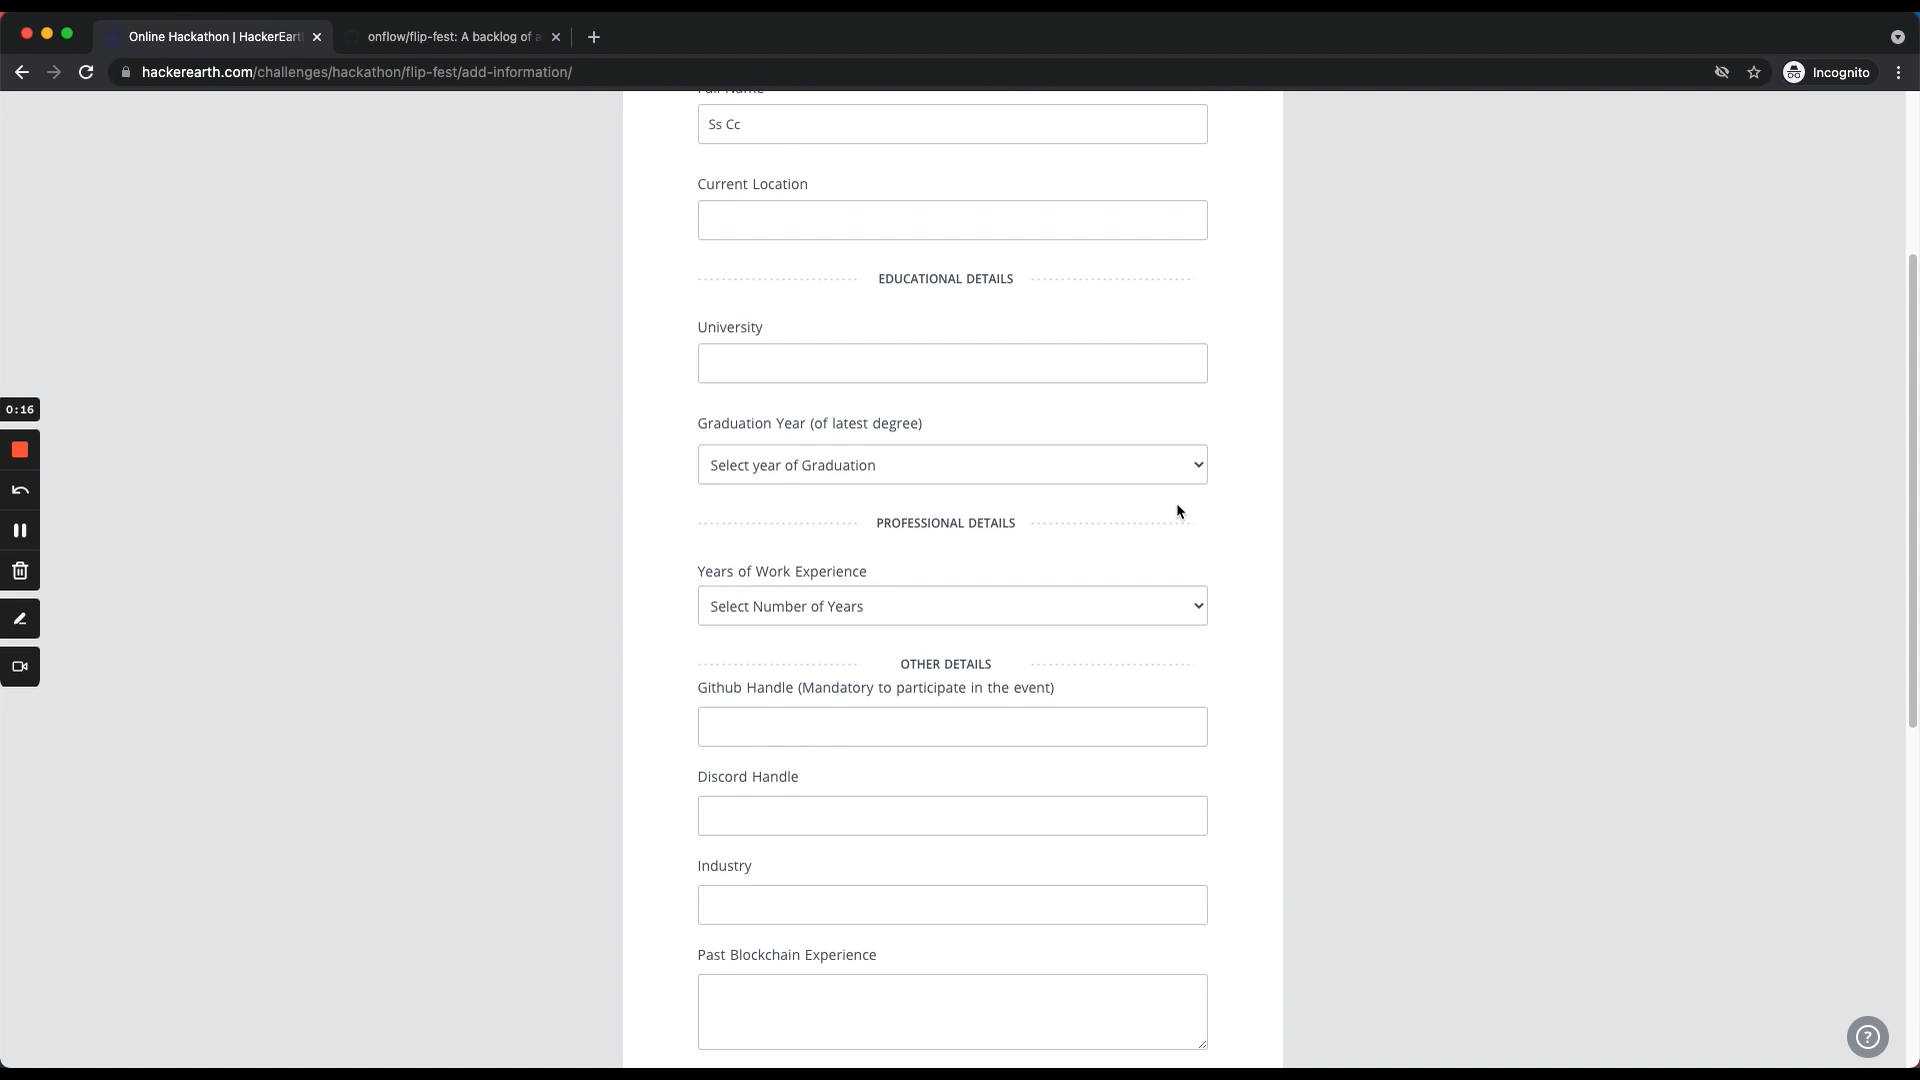 Online Hackathon | HackerEart
onflow/flip-fest: A backlog of a
hackerearth.com/challenges/hackathon/flip-fest/add-information/
Incognito
Full Name
Ss Cc
Current Location
EDUCATIONAL DETAILS
University
Graduation Year (of latest degree)
Select year of Graduation
0:16
PROFESSIONAL DETAILS
Years of Work Experience
Select Number of Years
OTHER DETAILS
Github Handle (Mandatory to participate in the event)
Discord Handle
Industry
Past Blockchain Experience
?